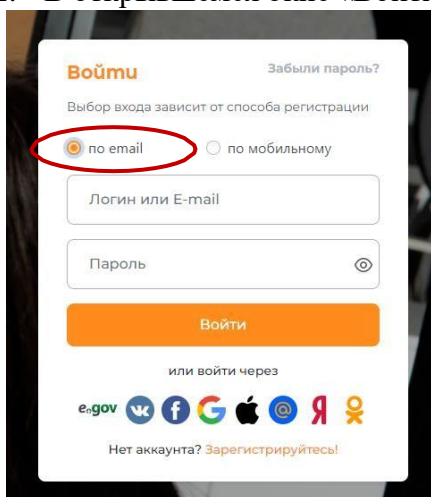 Войти
Забыли пароль?
Выбор входа зависит от способа регистрации
по email
по мобильному
Логин или E-mail
Пароль
Войти
или войти через
egov
Нет аккаунта? Зарегистрируйтесь!